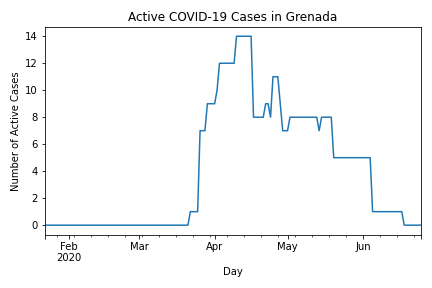 Active COVID-19 Cases in Grenada
Number of Active Cases
14
12
10
8
6
4
2
0
Feb
2020
Mar
Apr
May
Jun
Day